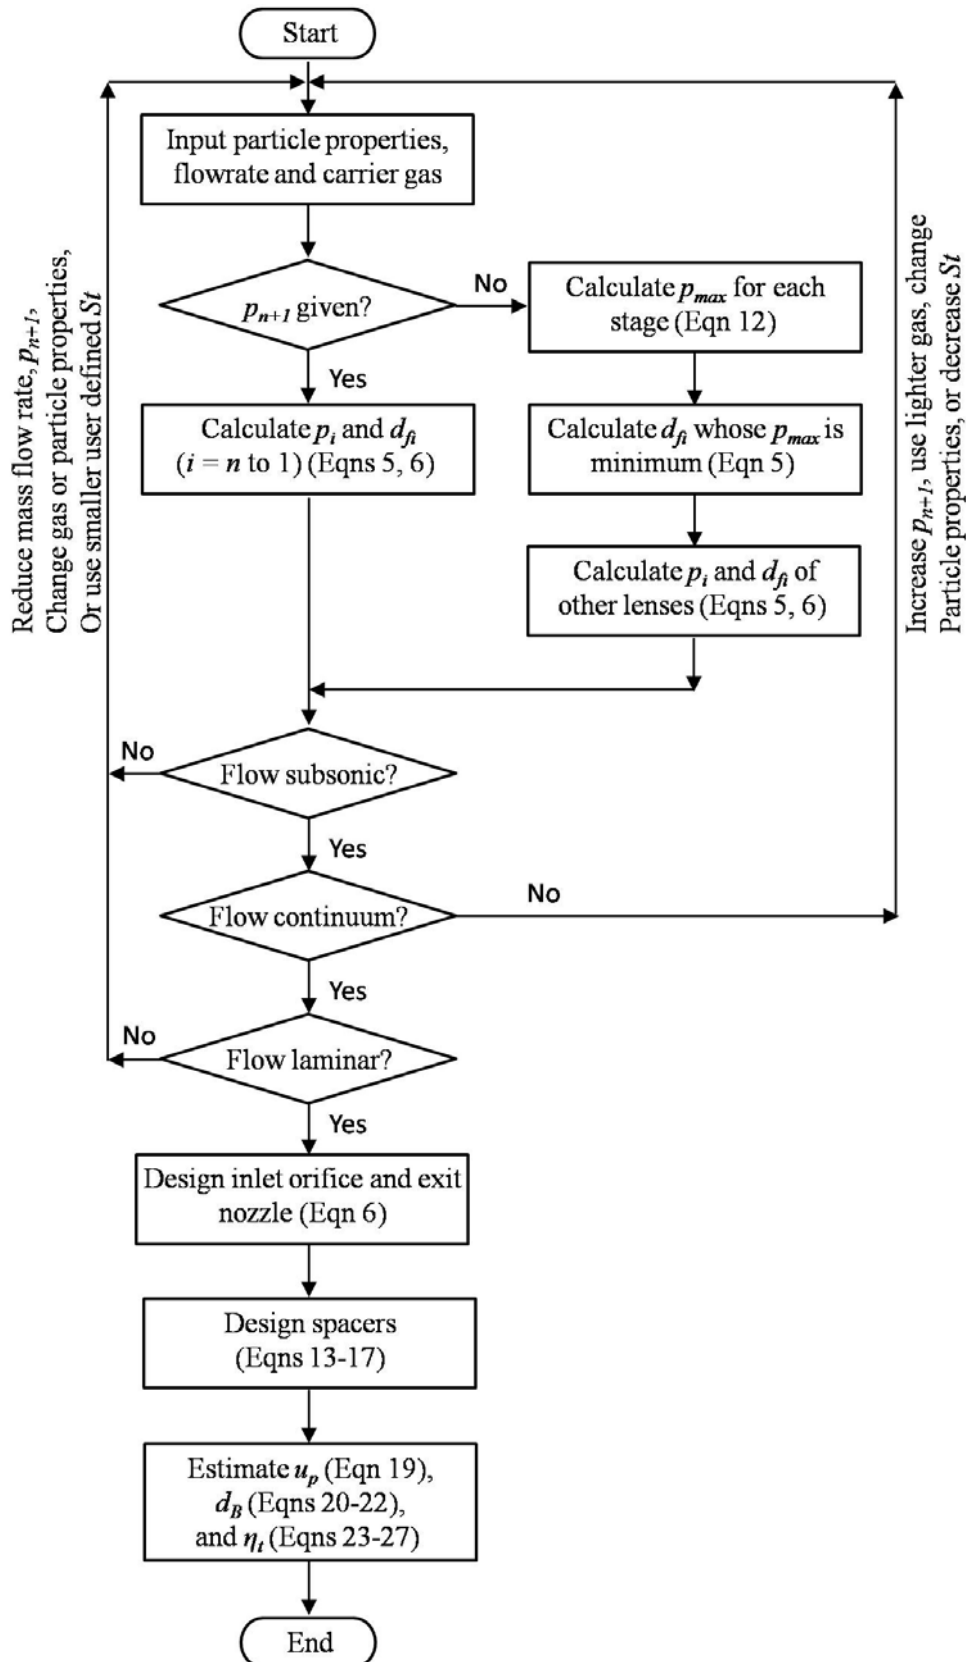 Start
Input particle properties,
flowrate and carrier gas
pn+1 given?
No
Calculate pmax for each
stage (Eqn 12)
Yes
Calculate pi and dfi
(i = n to 1) (Eqns 5, 6)
Calculate dfi whose pmax is
minimum (Eqn 5)
Calculate pi and dfi of
other lenses (Eqns 5, 6)
Reduce mass flow rate, pn+1,
Change gas or particle properties,
Or use smaller user defined St
Increase pn+1, use lighter gas, change
Particle properties, or decrease St
No
Flow subsonic?
Yes
Flow continuum?
No
Yes
No
Flow laminar?
Yes
Design inlet orifice and exit
nozzle (Eqn 6)
Design spacers
(Eqns 13-17)
Estimate up (Eqn 19),
dB (Eqns 20-22),
and ηt (Eqns 23-27)
End